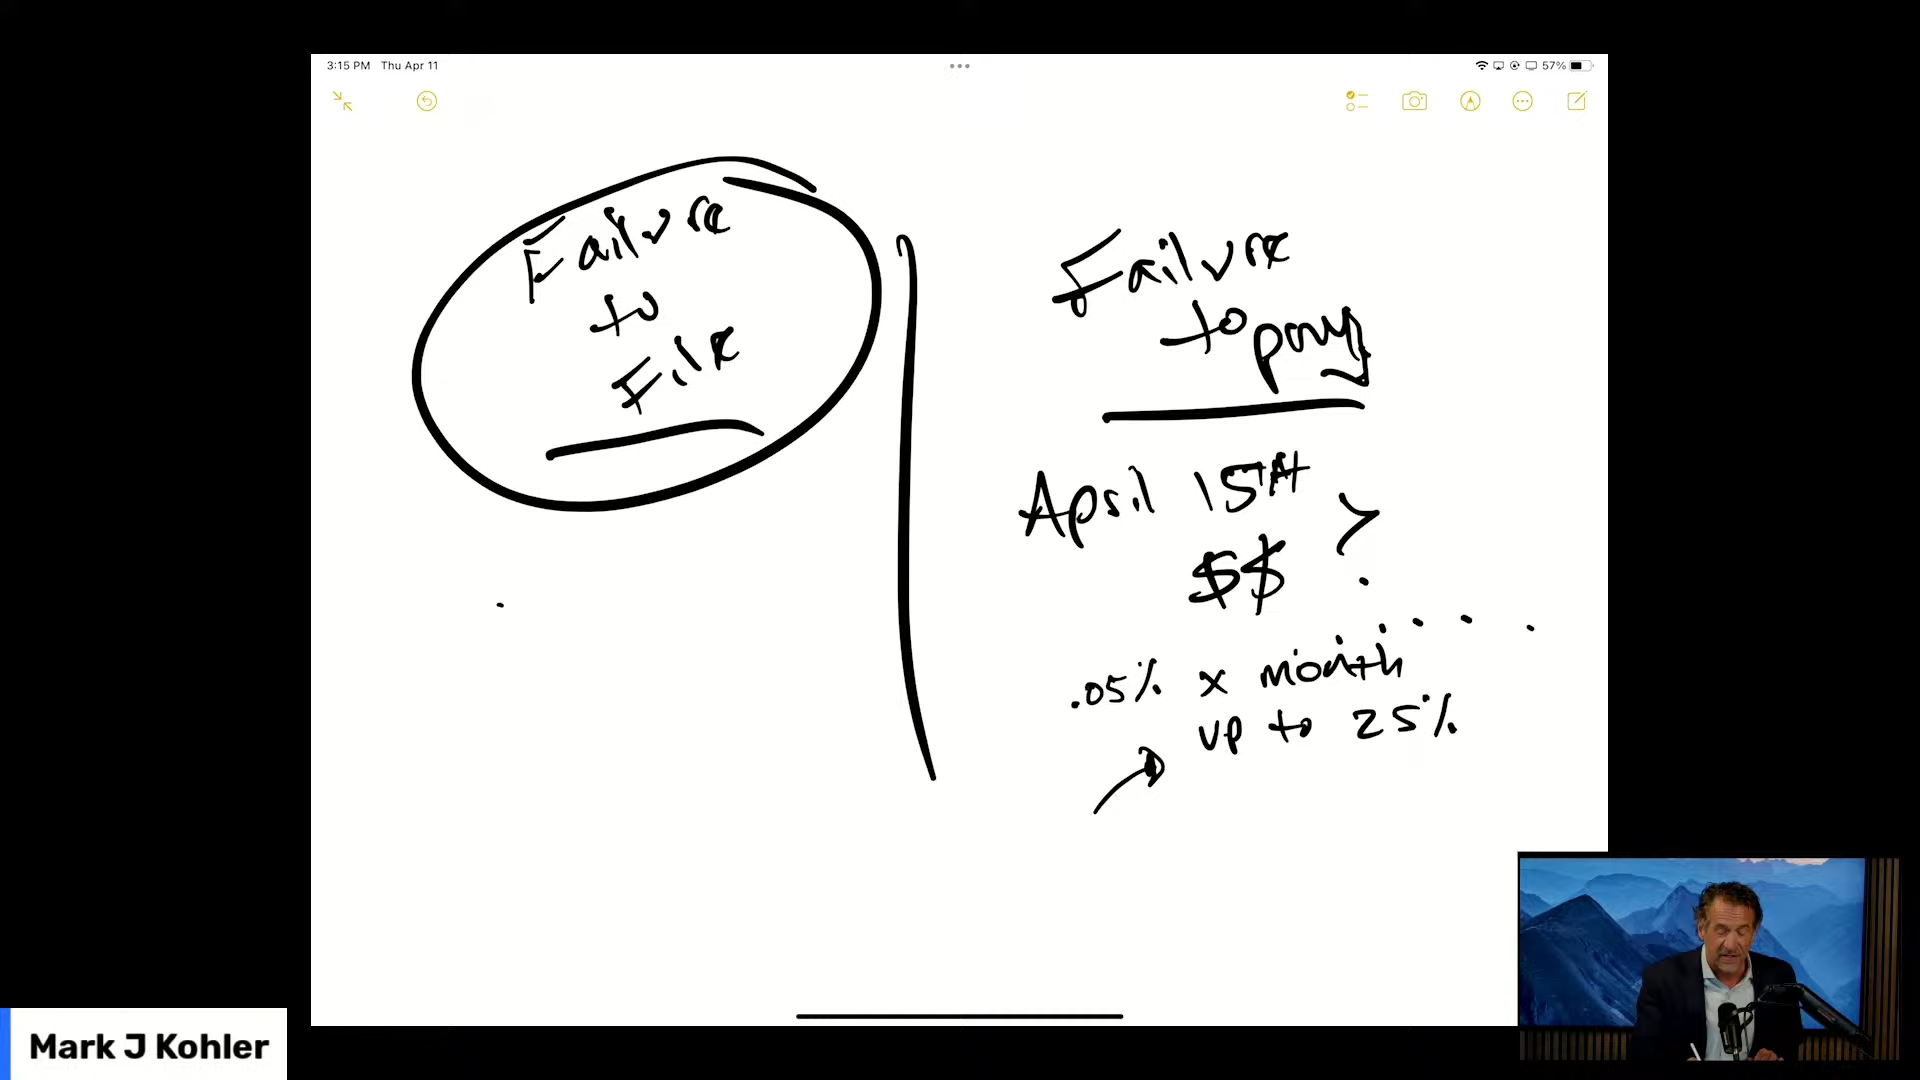 3:15 PM Thu Apr 11
57%
Failure
to
File
Failure
to pay
April 15TH
$$
?
.05% x month
up to 25%
Mark J Kohler